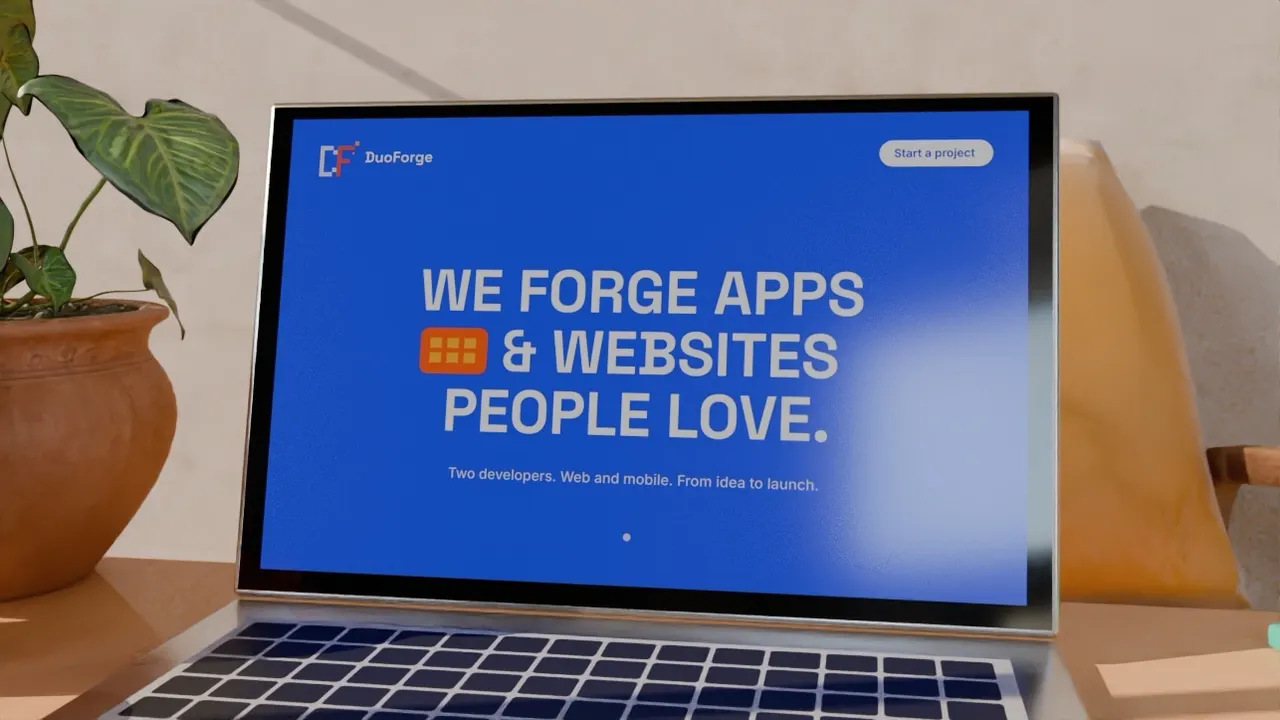 DF DuoForge
Start a project
WE FORGE APPS
& WEBSITES
PEOPLE LOVE.
Two developers. Web and mobile. From idea to launch.